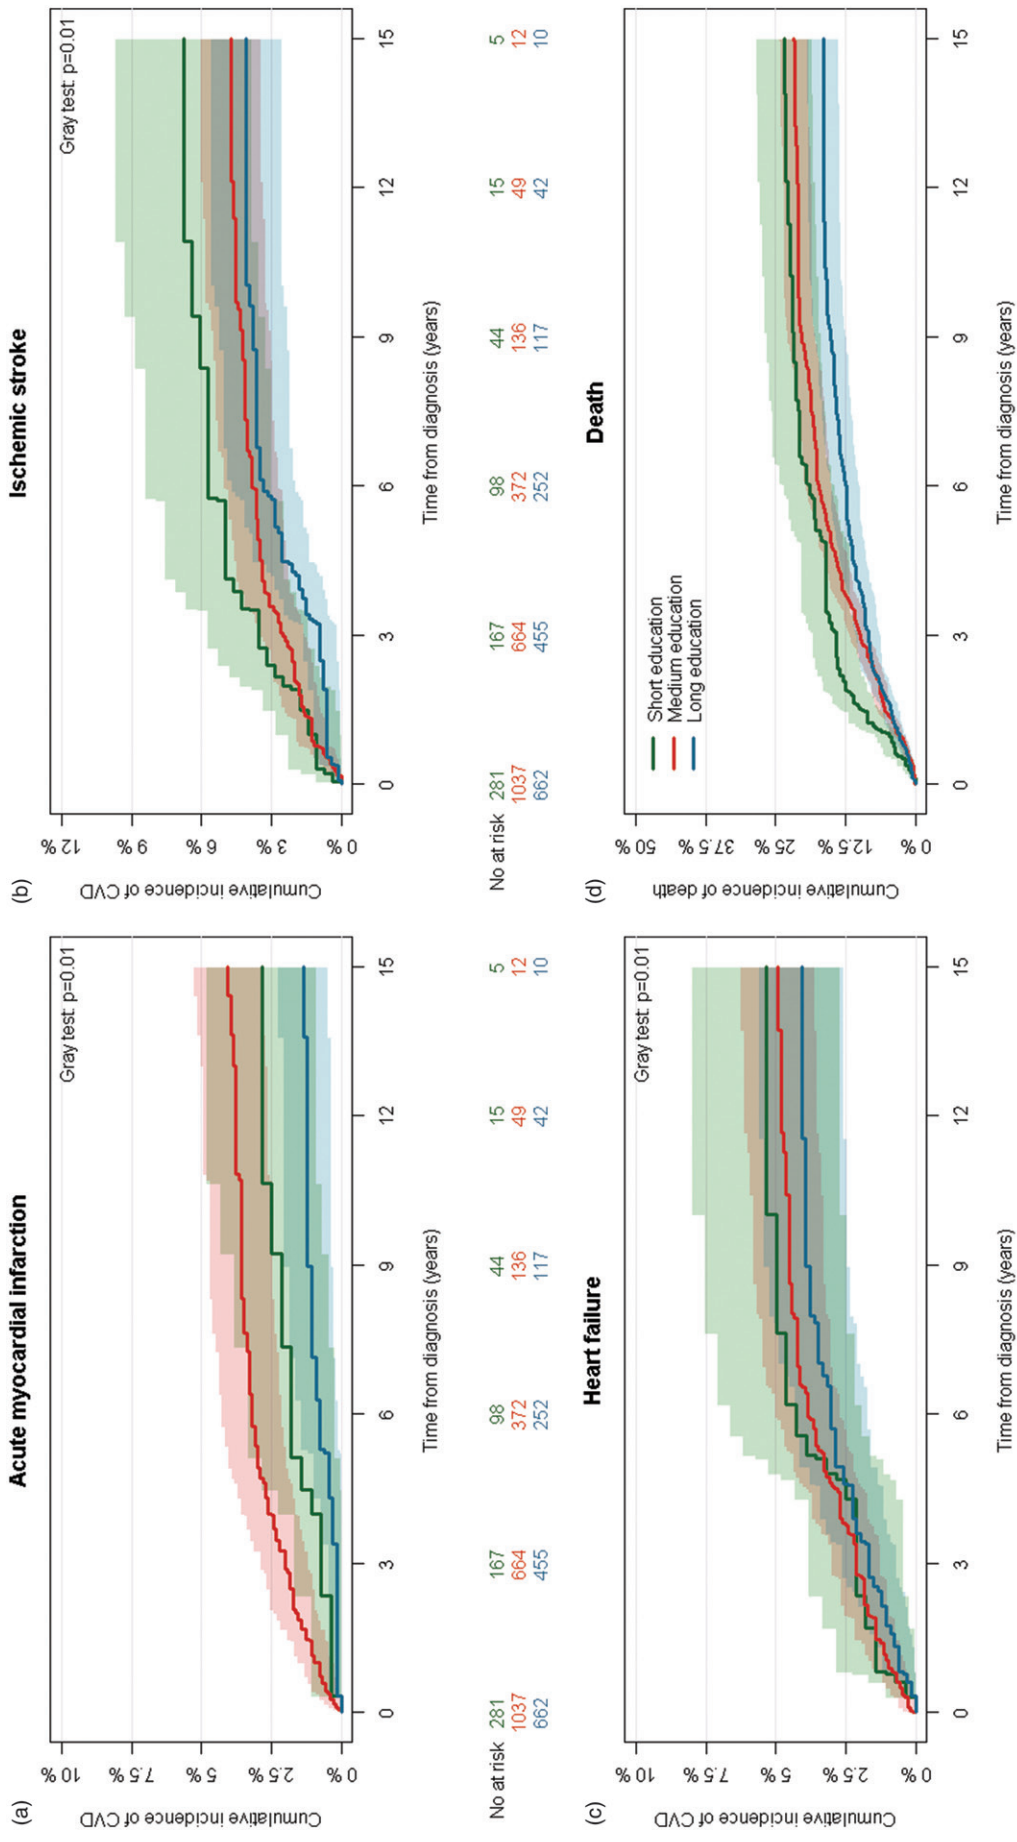 (a)
Acute myocardial infarction
Gray test: p=0.01
Cumulative incidence of CVD
10 %
7.5 %
5 %
2.5 %
0 %
0 3 6 9 12 15
Time from diagnosis (years)
No at risk 281 167 98 44 15 5
1037 664 372 136 49 12
662 455 252 117 42 10
(b)
Ischemic stroke
Gray test: p=0.01
Cumulative incidence of CVD
12 %
9 %
6 %
3 %
0 %
0 3 6 9 12 15
Time from diagnosis (years)
No at risk 281 167 98 44 15 5
1037 664 372 136 49 12
662 455 252 117 42 10
(c)
Heart failure
Gray test: p=0.01
Cumulative incidence of CVD
10 %
7.5 %
5 %
2.5 %
0 %
0 3 6 9 12 15
Time from diagnosis (years)
(d)
Death
Short education
Medium education
Long education
Cumulative incidence of death
50 %
37.5 %
25 %
12.5 %
0 %
0 3 6 9 12 15
Time from diagnosis (years)